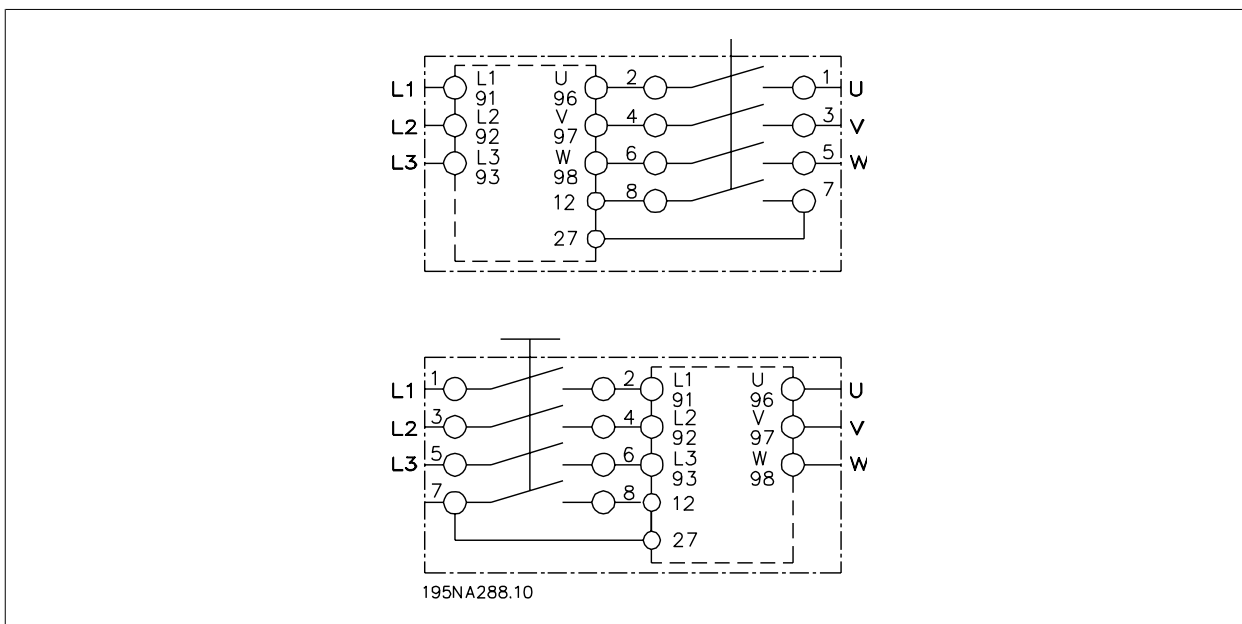 L1 L1 U 2 1 U
91 96
L2 L2 V 4 3 V
92 97
L3 L3 W 6 5 W
93 98
12 8 7
27
L1 1 2 L1 U U
91 96
L2 3 4 L2 V V
92 97
L3 5 6 L3 W W
93 98
7 8 12
27
195NA288.10